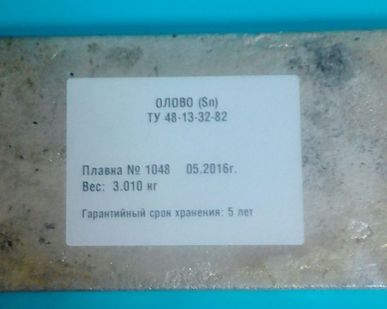 ОЛОВО (Sn)
ТУ 48-13-32-82
Плавка № 1048 05.2016г.
Вес: 3.010 кг
Гарантийный срок хранения: 5 лет